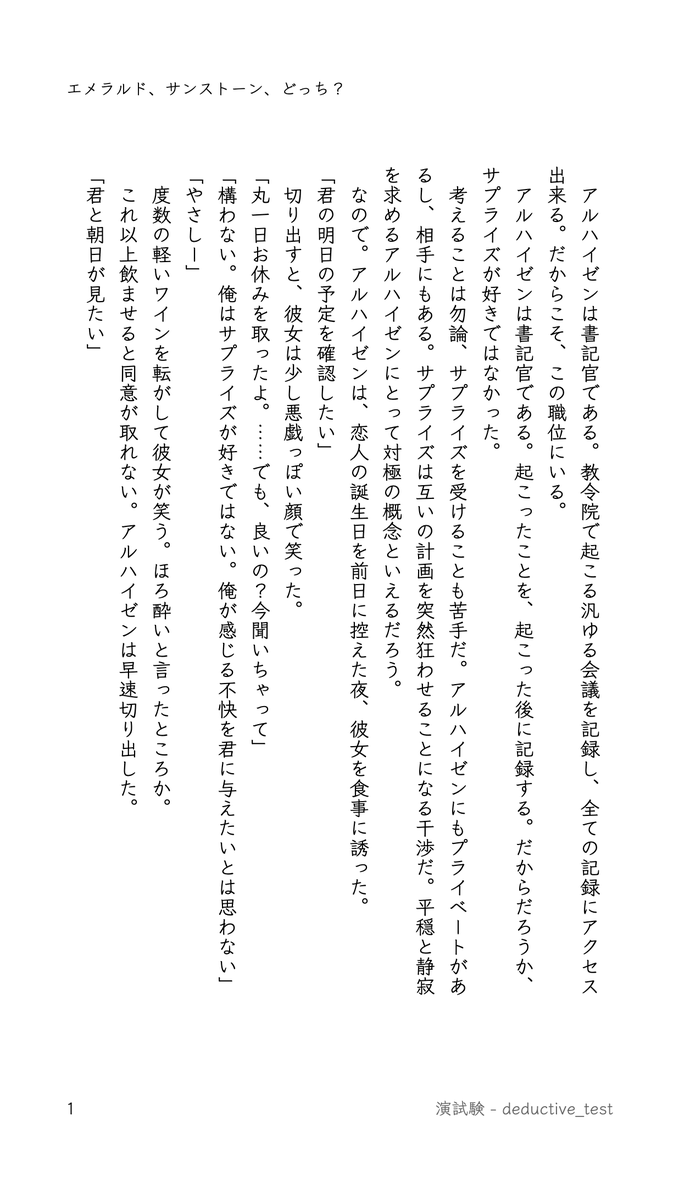 エメラルド、サンストーン、どっち？
アルハイゼンは書記官である。教令院で起こる汎ゆる会議を記録し、全ての記録にアクセス
出来る。だからこそ、この職位にいる。
アルハイゼンは書記官である。起こったことを、起こった後に記録する。だからだろうか、
サプライズが好きではなかった。
考えることは勿論、サプライズを受けることも苦手だ。アルハイゼンにもプライベートがあ
るし、相手にもある。サプライズは互いの計画を突然狂わせることになる干渉だ。平穏と静寂
を求めるアルハイゼンにとって対極の概念といえるだろう。
なので。アルハイゼンは、恋人の誕生日を前日に控えた夜、彼女を食事に誘った。
「君の明日の予定を確認したい」
切り出すと、彼女は少し悪戯っぽい顔で笑った。
「丸一日お休みを取ったよ。……でも、良いの？今聞いちゃって」
「構わない。俺はサプライズが好きではない。俺が感じる不快を君に与えたいとは思わない」
「やさしー」
度数の軽いワインを転がして彼女が笑う。ほろ酔いと言ったところか。
これ以上飲ませると同意が取れない。アルハイゼンは早速切り出した。
「君と朝日が見たい」
1
演試験 - deductive_test